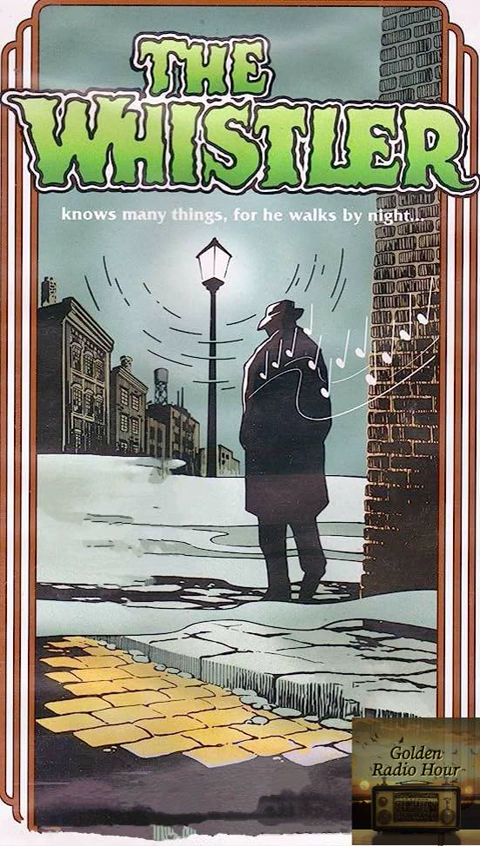 THE
WHISTLER
knows many things, for he walks by night...
Golden
Radio Hour